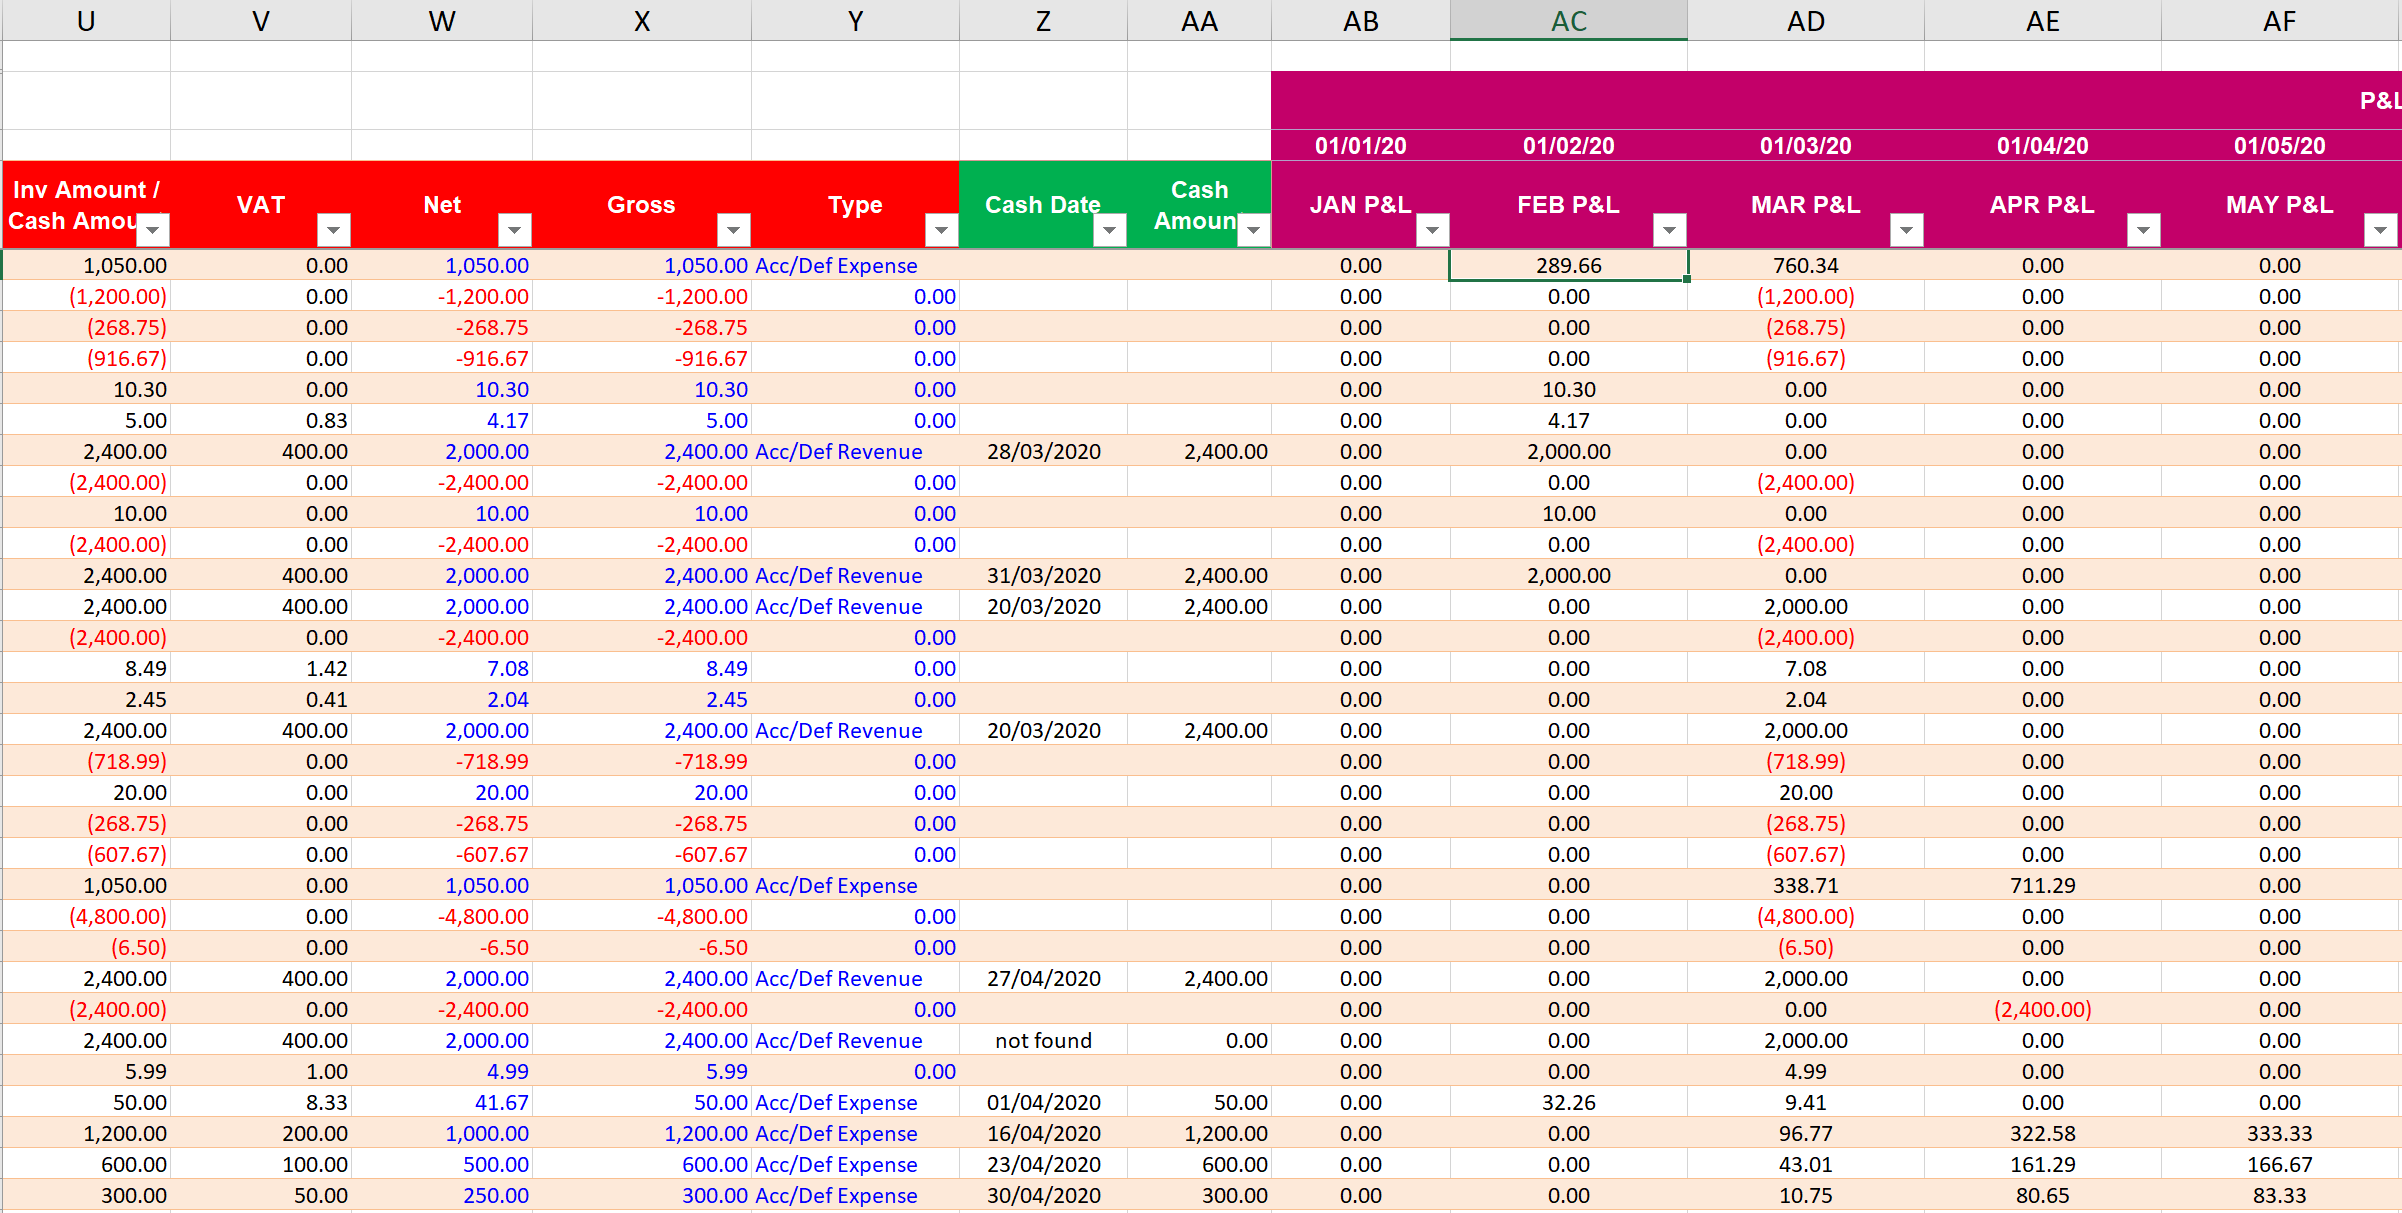 U V W X Y Z AA AB AC AD AE AF
P&L
01/01/20 01/02/20 01/03/20 01/04/20 01/05/20
Inv Amount / Cash Amou VAT Net Gross Type Cash Date Cash Amoun JAN P&L FEB P&L MAR P&L APR P&L MAY P&L
1,050.00 0.00 1,050.00 1,050.00 Acc/Def Expense 0.00 289.66 760.34 0.00 0.00
(1,200.00) 0.00 -1,200.00 -1,200.00 0.00 0.00 0.00 (1,200.00) 0.00 0.00
(268.75) 0.00 -268.75 -268.75 0.00 0.00 0.00 (268.75) 0.00 0.00
(916.67) 0.00 -916.67 -916.67 0.00 0.00 0.00 (916.67) 0.00 0.00
10.30 0.00 10.30 10.30 0.00 0.00 10.30 0.00 0.00 0.00
5.00 0.83 4.17 5.00 0.00 0.00 4.17 0.00 0.00 0.00
2,400.00 400.00 2,000.00 2,400.00 Acc/Def Revenue 28/03/2020 2,400.00 0.00 2,000.00 0.00 0.00 0.00
(2,400.00) 0.00 -2,400.00 -2,400.00 0.00 0.00 0.00 (2,400.00) 0.00 0.00
10.00 0.00 10.00 10.00 0.00 0.00 10.00 0.00 0.00 0.00
(2,400.00) 0.00 -2,400.00 -2,400.00 0.00 0.00 0.00 (2,400.00) 0.00 0.00
2,400.00 400.00 2,000.00 2,400.00 Acc/Def Revenue 31/03/2020 2,400.00 0.00 2,000.00 0.00 0.00 0.00
2,400.00 400.00 2,000.00 2,400.00 Acc/Def Revenue 20/03/2020 2,400.00 0.00 0.00 2,000.00 0.00 0.00
(2,400.00) 0.00 -2,400.00 -2,400.00 0.00 0.00 0.00 (2,400.00) 0.00 0.00
8.49 1.42 7.08 8.49 0.00 0.00 0.00 7.08 0.00 0.00
2.45 0.41 2.04 2.45 0.00 0.00 0.00 2.04 0.00 0.00
2,400.00 400.00 2,000.00 2,400.00 Acc/Def Revenue 20/03/2020 2,400.00 0.00 0.00 2,000.00 0.00 0.00
(718.99) 0.00 -718.99 -718.99 0.00 0.00 0.00 (718.99) 0.00 0.00
20.00 0.00 20.00 20.00 0.00 0.00 0.00 20.00 0.00 0.00
(268.75) 0.00 -268.75 -268.75 0.00 0.00 0.00 (268.75) 0.00 0.00
(607.67) 0.00 -607.67 -607.67 0.00 0.00 0.00 (607.67) 0.00 0.00
1,050.00 0.00 1,050.00 1,050.00 Acc/Def Expense 0.00 0.00 338.71 711.29 0.00
(4,800.00) 0.00 -4,800.00 -4,800.00 0.00 0.00 0.00 (4,800.00) 0.00 0.00
(6.50) 0.00 -6.50 -6.50 0.00 0.00 0.00 (6.50) 0.00 0.00
2,400.00 400.00 2,000.00 2,400.00 Acc/Def Revenue 27/04/2020 2,400.00 0.00 0.00 2,000.00 0.00 0.00
(2,400.00) 0.00 -2,400.00 -2,400.00 0.00 0.00 0.00 0.00 (2,400.00) 0.00
2,400.00 400.00 2,000.00 2,400.00 Acc/Def Revenue not found 0.00 0.00 0.00 2,000.00 0.00 0.00
5.99 1.00 4.99 5.99 0.00 0.00 0.00 4.99 0.00 0.00
50.00 8.33 41.67 50.00 Acc/Def Expense 01/04/2020 50.00 0.00 32.26 9.41 0.00 0.00
1,200.00 200.00 1,000.00 1,200.00 Acc/Def Expense 16/04/2020 1,200.00 0.00 0.00 96.77 322.58 333.33
600.00 100.00 500.00 600.00 Acc/Def Expense 23/04/2020 600.00 0.00 0.00 43.01 161.29 166.67
300.00 50.00 250.00 300.00 Acc/Def Expense 30/04/2020 300.00 0.00 0.00 10.75 80.65 83.33